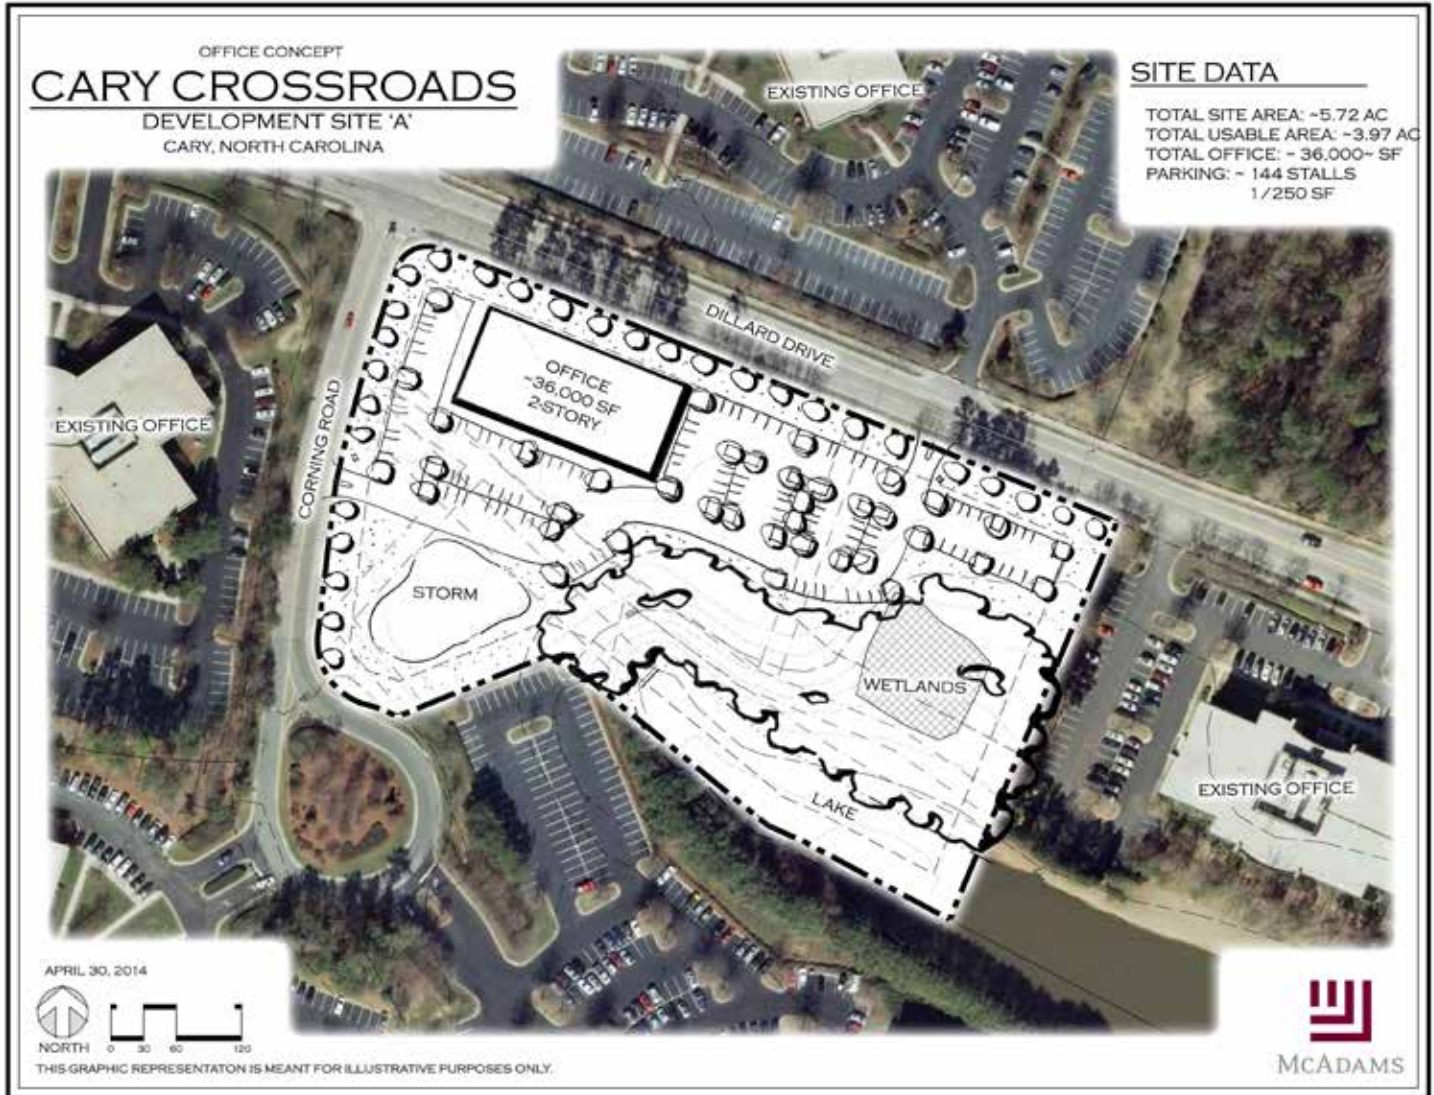 OFFICE CONCEPT
CARY CROSSROADS
DEVELOPMENT SITE 'A'
CARY, NORTH CAROLINA
SITE DATA
TOTAL SITE AREA: ~5.72 AC
TOTAL USABLE AREA: ~3.97 AC
TOTAL OFFICE: ~ 36,000~ SF
PARKING: ~ 144 STALLS
1/250 SF
EXISTING OFFICE
DILLARD DRIVE
OFFICE
~36,000 SF
2-STORY
EXISTING OFFICE
CORNING ROAD
STORM
WETLANDS
LAKE
EXISTING OFFICE
APRIL 30, 2014
NORTH
0 30 60 120
THIS GRAPHIC REPRESENTATON IS MEANT FOR ILLUSTRATIVE PURPOSES ONLY.
MCADAMS